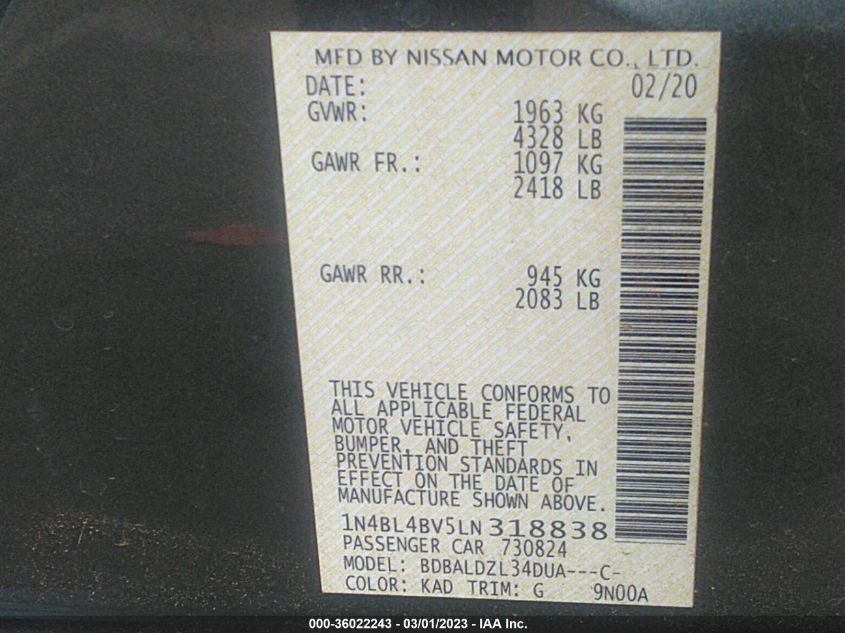 MFD BY NISSAN MOTOR CO., LTD.
DATE: 02/20
GVWR: 1963 KG
4328 LB
GAWR FR.: 1097 KG
2418 LB
GAWR RR.: 945 KG
2083 LB
THIS VEHICLE CONFORMS TO
ALL APPLICABLE FEDERAL
MOTOR VEHICLE SAFETY,
BUMPER, AND THEFT
PREVENTION STANDARDS IN
EFFECT ON THE DATE OF
MANUFACTURE SHOWN ABOVE.
1N4BL4BV5LN318838
PASSENGER CAR 730824
MODEL: BDBALDZL34DUA---C-
COLOR: KAD TRIM: G 9N00A
000-36022243 - 03/01/2023 - IAA Inc.